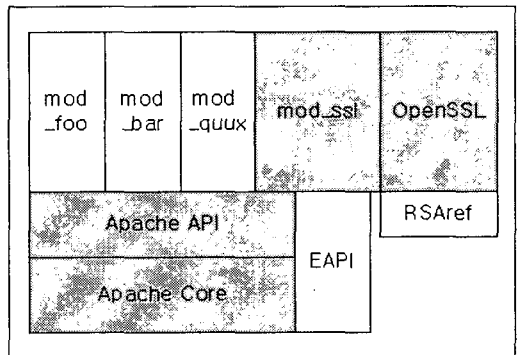 mod
_foo
mod
_bar
mod
_quux
mod_ssl
OpenSSL
Apache API
RSAref
EAPI
Apache Core